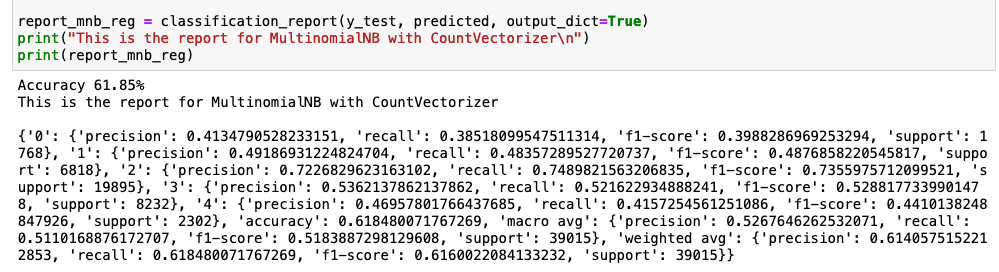 report_mnb_reg = classification_report(y_test, predicted, output_dict=True)
print("This is the report for MultinomialNB with CountVectorizer\n")
print(report_mnb_reg)
Accuracy 61.85%
This is the report for MultinomialNB with CountVectorizer
{'0': {'precision': 0.4134790528233151, 'recall': 0.38518099547511314, 'f1-score': 0.3988286969253294, 'support': 1
768}, '1': {'precision': 0.49186931224824704, 'recall': 0.48357289527720737, 'f1-score': 0.4876858220545817, 'suppo
rt': 6818}, '2': {'precision': 0.7226829623163102, 'recall': 0.7489821563206835, 'f1-score': 0.7355975712099521, 's
upport': 19895}, '3': {'precision': 0.5362137862137862, 'recall': 0.521622934888241, 'f1-score': 0.528817733990147
8, 'support': 8232}, '4': {'precision': 0.46957801766437685, 'recall': 0.4157254561251086, 'f1-score': 0.4410138248
847926, 'support': 2302}, 'accuracy': 0.618480071767269, 'macro avg': {'precision': 0.5267646262532071, 'recall':
0.5110168876172707, 'f1-score': 0.5183887298129608, 'support': 39015}, 'weighted avg': {'precision': 0.614057515221
2853, 'recall': 0.618480071767269, 'f1-score': 0.6160022084133232, 'support': 39015}}